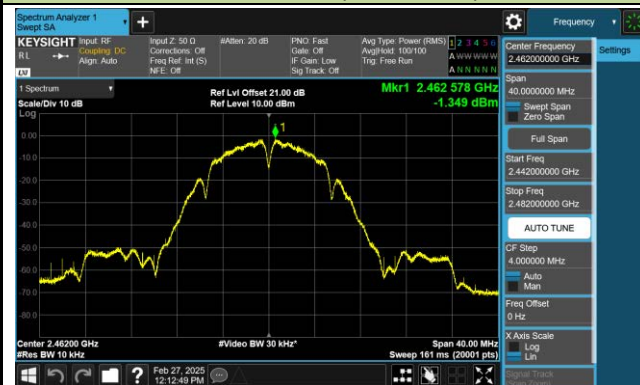 Spectrum Analyzer 1
Swept SA
Frequency
KEYSIGHT
RL
LXI
Input: RF
Coupling: DC
Align: Auto
Input Z: 50 Ω
Corrections: Off
Freq Ref: Int (S)
NFE: Off
#Atten: 20 dB
PNO: Fast
Gate: Off
IF Gain: Low
Sig Track: Off
Avg Type: Power (RMS)
Avg|Hold: 100/100
Trig: Free Run
1 2 3 4 5 6
A W W W W W
A N N N N N
1 Spectrum
Scale/Div 10 dB
Log
Ref Lvl Offset 21.00 dB
Ref Level 10.00 dBm
Mkr1 2.462 578 GHz
-1.349 dBm
1
0.00
-10.0
-20.0
-30.0
-40.0
-50.0
-60.0
-70.0
-80.0
Center 2.46200 GHz
#Res BW 10 kHz
#Video BW 30 kHz*
Span 40.00 MHz
Sweep 161 ms (20001 pts)
Feb 27, 2025
12:12:49 PM
Center Frequency
2.462000000 GHz
Span
40.0000000 MHz
Swept Span
Zero Span
Full Span
Start Freq
2.442000000 GHz
Stop Freq
2.482000000 GHz
AUTO TUNE
CF Step
4.000000 MHz
Auto
Man
Freq Offset
0 Hz
X Axis Scale
Log
Lin
Signal Track
Settings